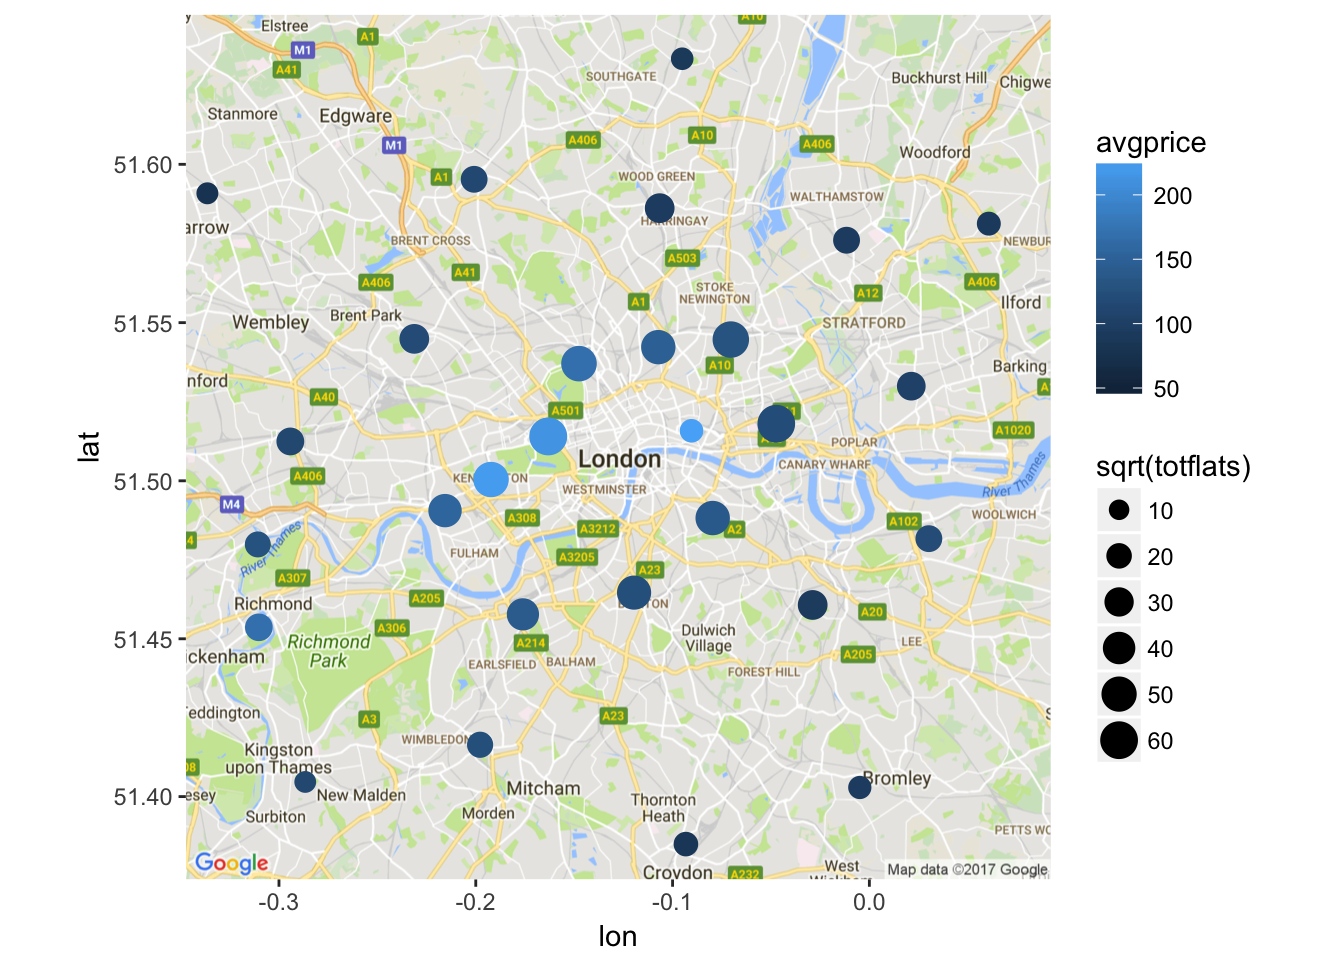 Elstree
A1
A10
M1
A41
SOUTHGATE
Buckhurst Hill
Chigwe
Stanmore
Edgware
M1
A406
A10
A406
Woodford
51.60
A1
WOOD GREEN
WALTHAMSTOW
arrow
BRENT CROSS
NEWBUR
A503
A41
A406
A406
STOKE
NEWINGTON
A12
A1
Ilford
Wembley
Brent Park
51.55
STRATFORD
A10
Barking
nford
A40
A501
A1020
POPLAR
London
CANARY WHARF
A406
51.50
WESTMINSTER
River Thames
M4
A308
A3212
A2
A102
WOOLWICH
River Thames
FULHAM
A3205
A307
A23
Richmond
A205
A20
A306
Richmond
Park
51.45
A214
Dulwich
Village
LEE
A205
ckenham
EARLSFIELD
BALHAM
FOREST HILL
eddington
A3
A23
WIMBLEDON
Kingston
upon Thames
Bromley
Mitcham
51.40
esey
New Malden
Thornton
Heath
Surbiton
Morden
PETTS WO
Google
Croydon
A232
West
Map data ©2017 Google
-0.3
-0.2
-0.1
0.0
lon
lat
avgprice
200
150
100
50
sqrt(totflats)
10
20
30
40
50
60